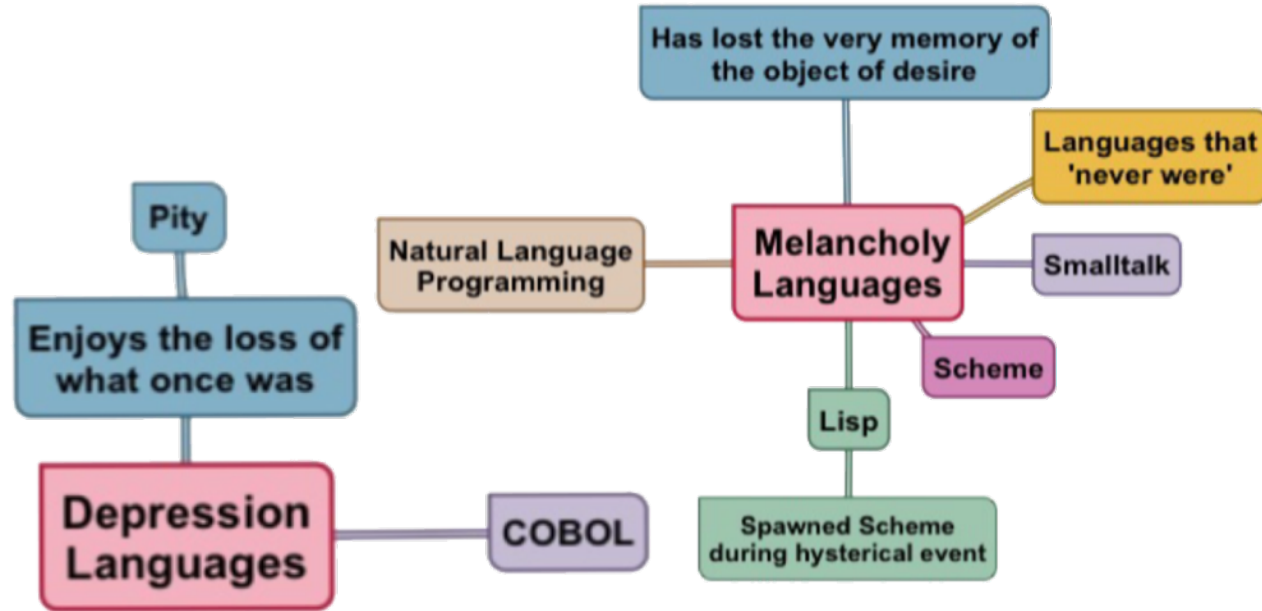 Has lost the very memory of
the object of desire
Languages that
'never were'
Pity
Natural Language
Programming
Melancholy
Languages
Smalltalk
Enjoys the loss of
what once was
Scheme
Lisp
Depression
Languages
COBOL
Spawned Scheme
during hysterical event